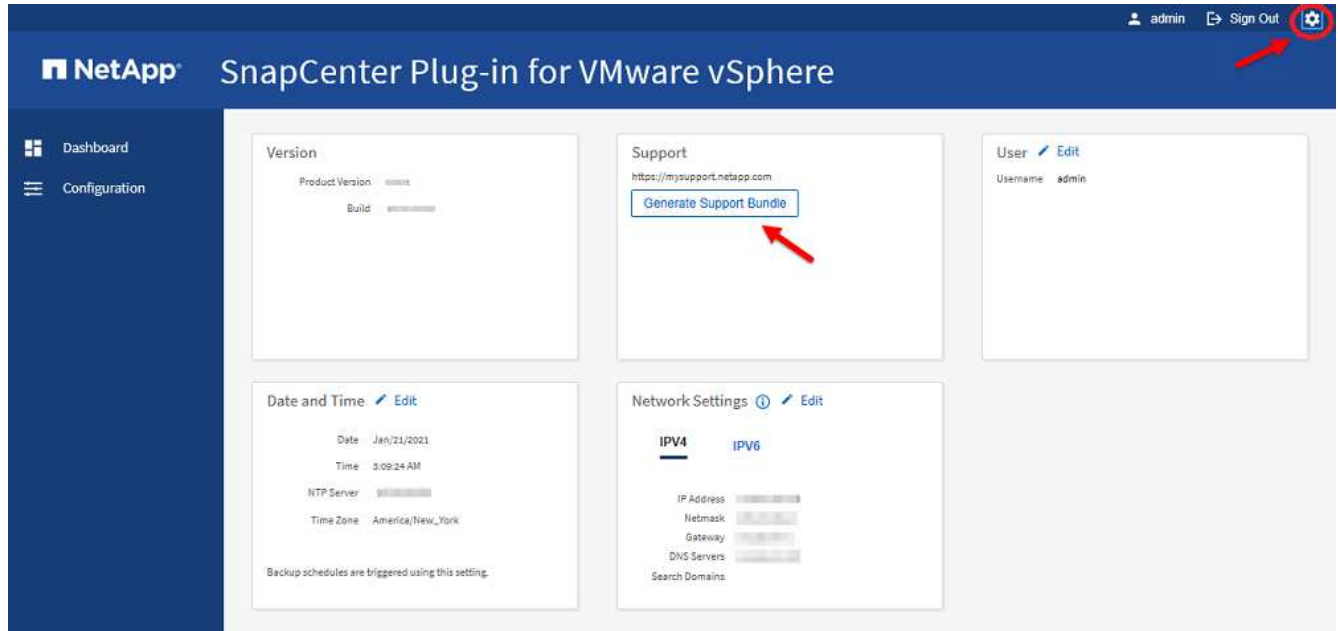 admin Sign Out
NetApp SnapCenter Plug-in for VMware vSphere
Dashboard
Configuration
Version
Product Version
Build
Support
https://mysupport.netapp.com
Generate Support Bundle
User Edit
Username admin
Date and Time Edit
Date Jan/21/2021
Time 3:09:24 AM
NTP Server
Time Zone America/New_York
Backup schedules are triggered using this setting.
Network Settings Edit
IPV4 IPV6
IP Address
Netmask
Gateway
DNS Servers
Search Domains